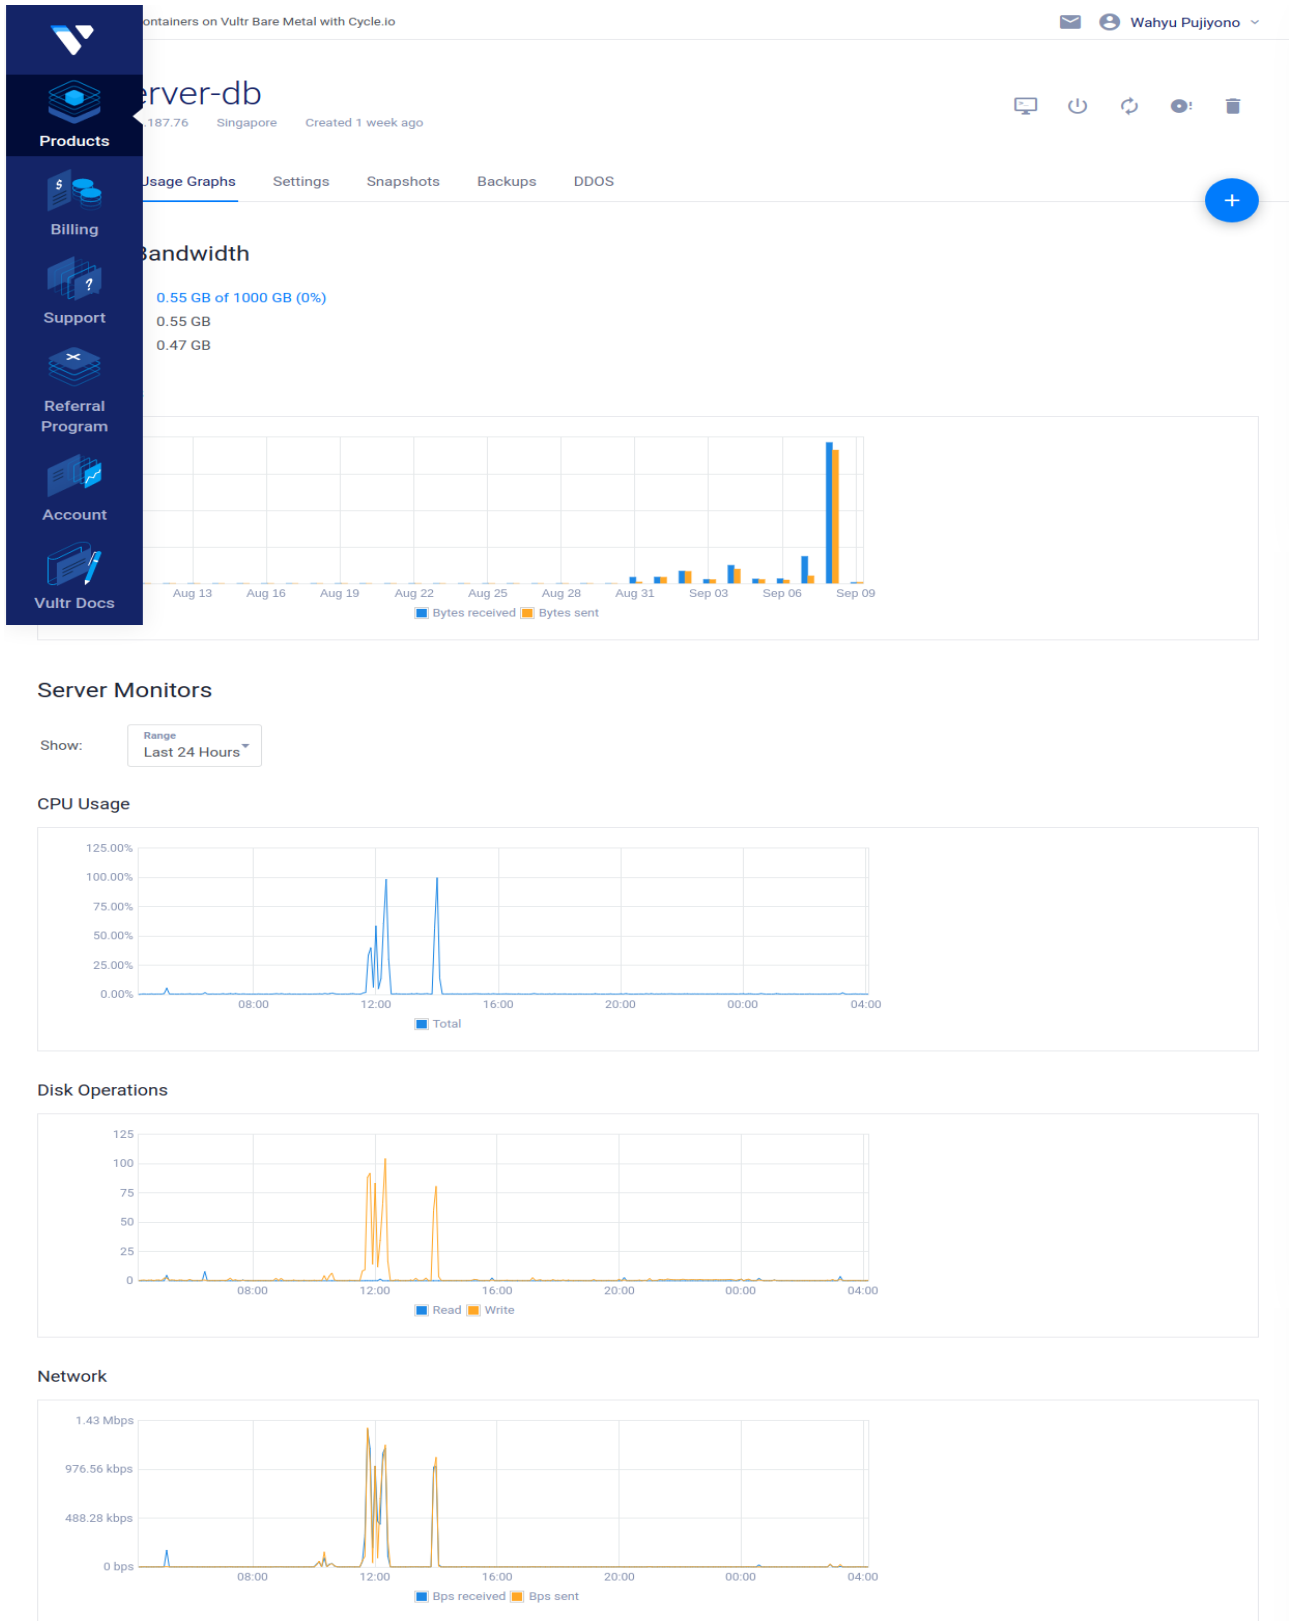 ontainers on Vultr Bare Metal with Cycle.io
Wahyu Pujiyono
erver-db
.187.76 Singapore Created 1 week ago
Products
Usage Graphs Settings Snapshots Backups DDOS
+
Billing
Bandwidth
0.55 GB of 1000 GB (0%)
Support
0.55 GB
0.47 GB
Referral
Program
Account
Vultr Docs
Aug 13 Aug 16 Aug 19 Aug 22 Aug 25 Aug 28 Aug 31 Sep 03 Sep 06 Sep 09
Bytes received Bytes sent
Server Monitors
Show:
Range
Last 24 Hours
CPU Usage
125.00%
100.00%
75.00%
50.00%
25.00%
0.00%
08:00 12:00 16:00 20:00 00:00 04:00
Total
Disk Operations
125
100
75
50
25
0
08:00 12:00 16:00 20:00 00:00 04:00
Read Write
Network
1.43 Mbps
976.56 kbps
488.28 kbps
0 bps
08:00 12:00 16:00 20:00 00:00 04:00
Bps received Bps sent